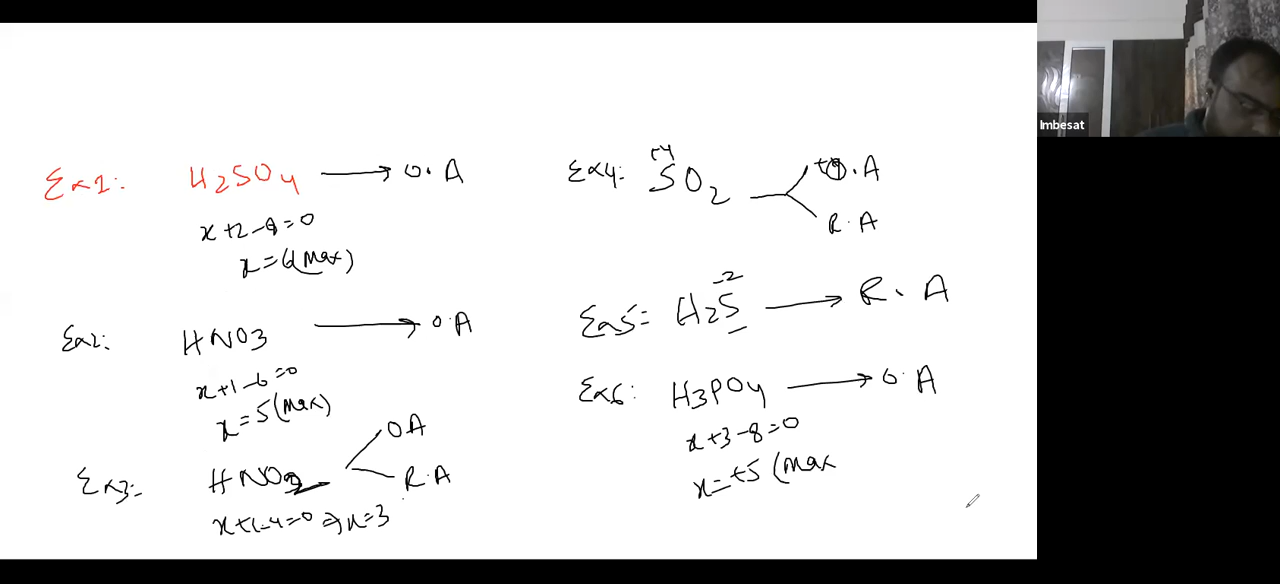 Ex1: H2SO4 → O.A
x+2-8=0
x=6(Max)
Ex2: HNO3 → O.A
x+1-6=0
x=5(Max)
Ex3:- HNO2 OA
R.A
x+1-4=0 ⇒ x=3
Ex4: +4 SO2 O.A
R.A
Ex5= H2S -2 → R.A
Ex6: H3PO4 → O.A
x+3-8=0
x=+5 (Max
Imbesat